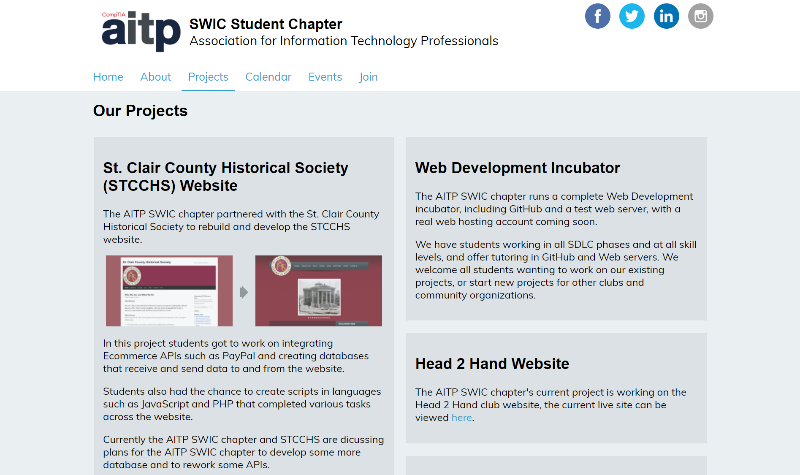 CompTIA
aitp
SWIC Student Chapter
Association for Information Technology Professionals
Home About Projects Calendar Events Join
Our Projects
St. Clair County Historical Society
(STCCHS) Website
The AITP SWIC chapter partnered with the St. Clair County
Historical Society to rebuild and develop the STCCHS
website.
In this project students got to work on integrating
Ecommerce APIs such as PayPal and creating databases
that receive and send data to and from the website.
Students also had the chance to create scripts in languages
such as JavaScript and PHP that completed various tasks
across the website.
Currently the AITP SWIC chapter and STCCHS are dicussing
plans for the AITP SWIC chapter to develop some more
database and to rework some APIs.
Web Development Incubator
The AITP SWIC chapter runs a complete Web Development
incubator, including GitHub and a test web server, with a
real web hosting account coming soon.
We have students working in all SDLC phases and at all skill
levels, and offer tutoring in GitHub and Web servers. We
welcome all students wanting to work on our existing
projects, or start new projects for other clubs and
community organizations.
Head 2 Hand Website
The AITP SWIC chapter's current project is working on the
Head 2 Hand club website, the current live site can be
viewed here.